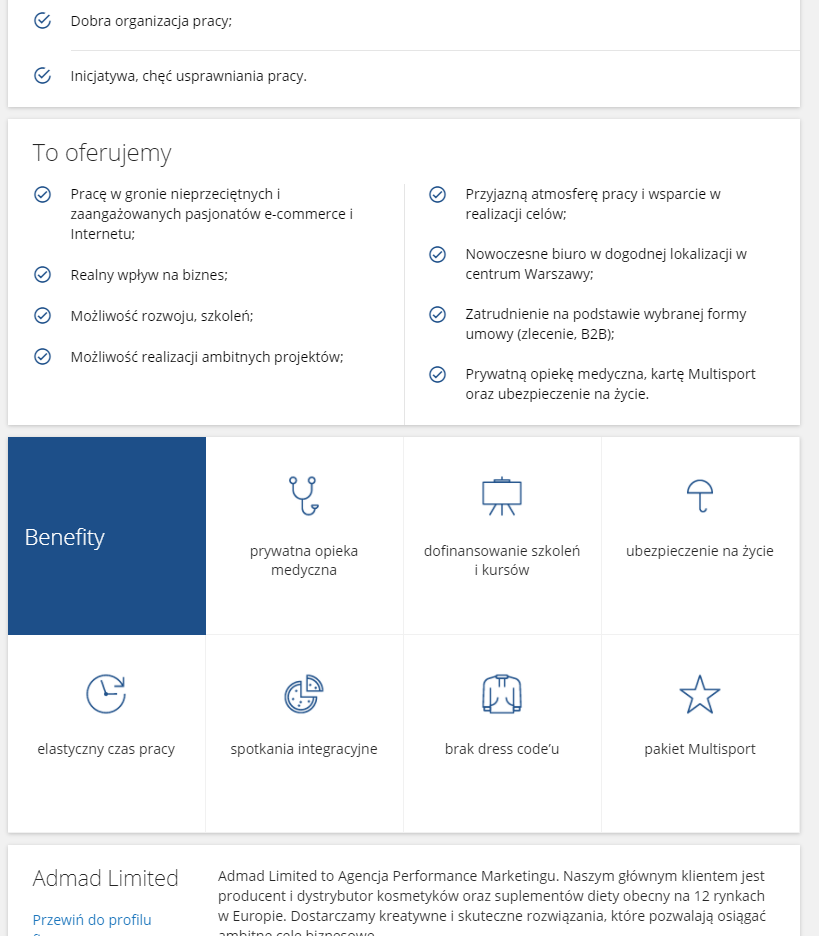 Dobra organizacja pracy;
Inicjatywa, chęć usprawniania pracy.
To oferujemy
Pracę w gronie nieprzeciętnych i
zaangażowanych pasjonatów e-commerce i
Internetu;
Realny wpływ na biznes;
Możliwość rozwoju, szkoleń;
Możliwość realizacji ambitnych projektów;
Przyjazną atmosferę pracy i wsparcie w
realizacji celów;
Nowoczesne biuro w dogodnej lokalizacji w
centrum Warszawy;
Zatrudnienie na podstawie wybranej formy
umowy (zlecenie, B2B);
Prywatną opiekę medyczna, kartę Multisport
oraz ubezpieczenie na życie.
Benefity
prywatna opieka
medyczna
dofinansowanie szkoleń
i kursów
ubezpieczenie na życie
elastyczny czas pracy
spotkania integracyjne
brak dress code’u
pakiet Multisport
Admad Limited
Przewiń do profilu
Admad Limited to Agencja Performance Marketingu. Naszym głównym klientem jest
producent i dystrybutor kosmetyków oraz suplementów diety obecny na 12 rynkach
w Europie. Dostarczamy kreatywne i skuteczne rozwiązania, które pozwalają osiągać
ambitne cele biznesowe.